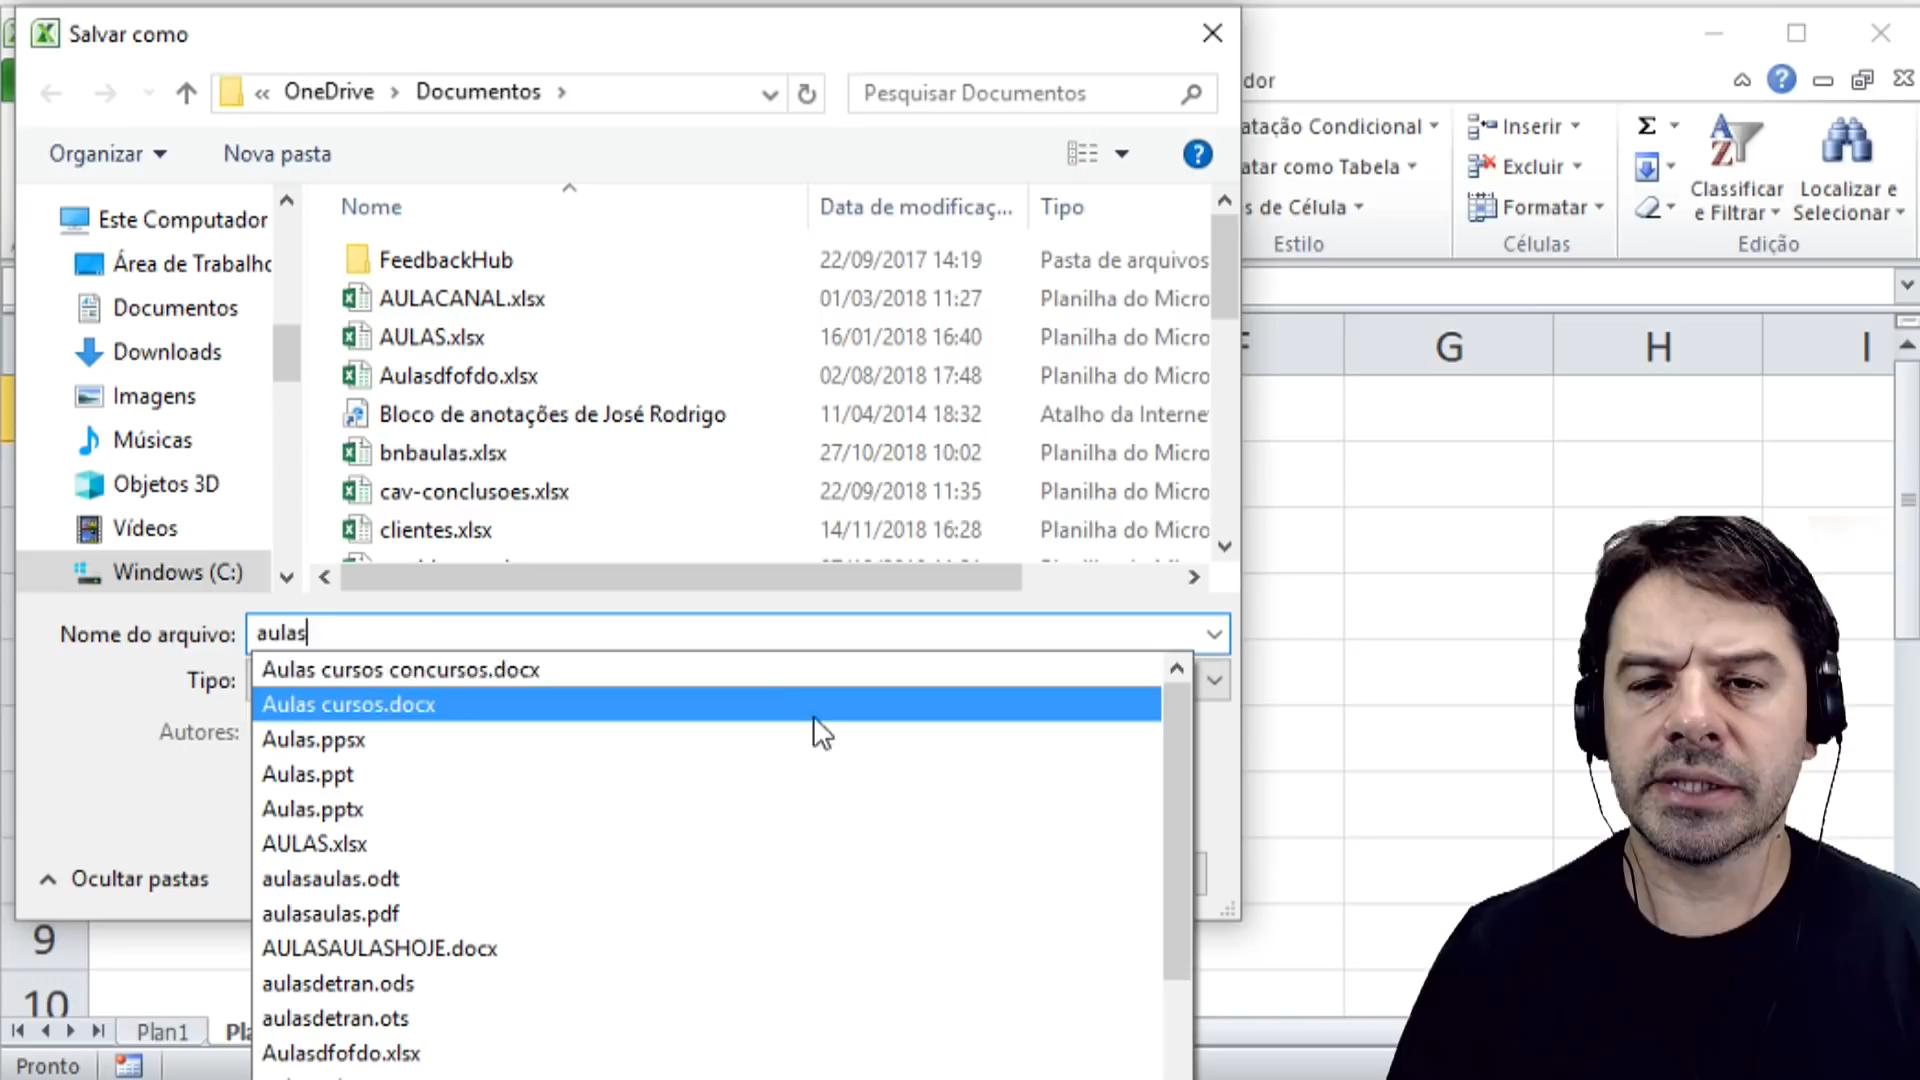 Salvar como
« OneDrive › Documentos ›
Pesquisar Documentos
Organizar
Nova pasta
?
Este Computador
Área de Trabalho
Documentos
Downloads
Imagens
Músicas
Objetos 3D
Vídeos
Windows (C:)
Nome Data de modificaç... Tipo
FeedbackHub 22/09/2017 14:19 Pasta de arquivos
AULACANAL.xlsx 01/03/2018 11:27 Planilha do Micro
AULAS.xlsx 16/01/2018 16:40 Planilha do Micro
Aulasdfofdo.xlsx 02/08/2018 17:48 Planilha do Micro
Bloco de anotações de José Rodrigo 11/04/2014 18:32 Atalho da Interne
bnbaulas.xlsx 27/10/2018 10:02 Planilha do Micro
cav-conclusoes.xlsx 22/09/2018 11:35 Planilha do Micro
clientes.xlsx 14/11/2018 16:28 Planilha do Micro
Nome do arquivo: aulas
Tipo:
Autores:
Aulas cursos concursos.docx
Aulas cursos.docx
Aulas.ppsx
Aulas.ppt
Aulas.pptx
AULAS.xlsx
aulasaulas.odt
aulasaulas.pdf
AULASAULASHOJE.docx
aulasdetran.ods
aulasdetran.ots
Aulasdfofdo.xlsx
Ocultar pastas
dor
?
atação Condicional
atar como Tabela
s de Célula
Estilo
Inserir
Excluir
Formatar
Células
Σ
Classificar
e Filtrar
Localizar e
Selecionar
Edição
F G H I
9
10
Plan1 Pla
Pronto